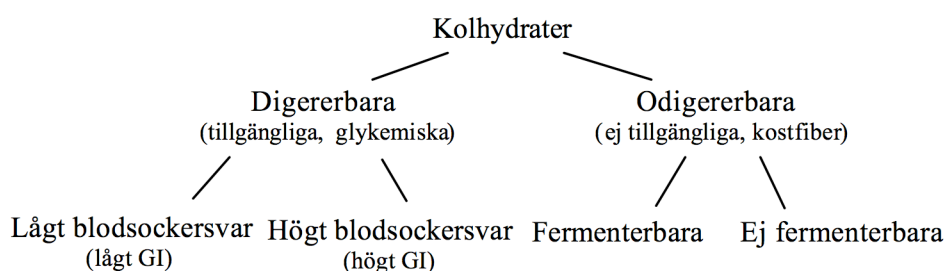 Kolhydrater
Digererbara
(tillgängliga, glykemiska)
Odigererbara
(ej tillgängliga, kostfiber)
Lågt blodsockersvar
(lågt GI)
Högt blodsockersvar
(högt GI)
Fermenterbara
Ej fermenterbara